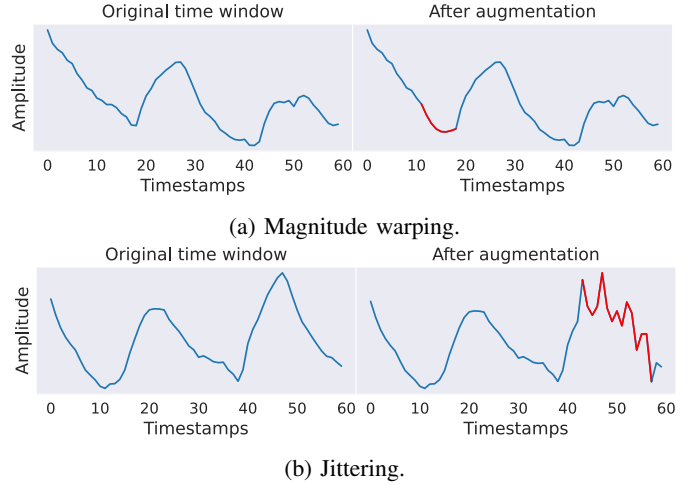 Original time window
After augmentation
Amplitude
0 10 20 30 40 50 60
0 10 20 30 40 50 60
Timestamps
Timestamps
(a) Magnitude warping.
Original time window
After augmentation
Amplitude
0 10 20 30 40 50 60
0 10 20 30 40 50 60
Timestamps
Timestamps
(b) Jittering.